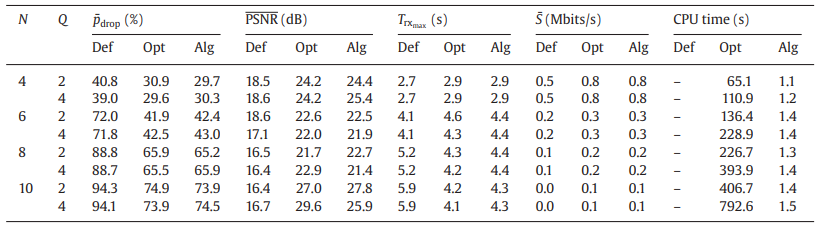 N Q p̄drop (%) PSNR (dB) Trxmax (s) S̄ (Mbits/s) CPU time (s)
Def Opt Alg Def Opt Alg Def Opt Alg Def Opt Alg Def Opt Alg
4 2 40.8 30.9 29.7 18.5 24.2 24.4 2.7 2.9 2.9 0.5 0.8 0.8 – 65.1 1.1
4 39.0 29.6 30.3 18.6 24.2 25.4 2.7 2.9 2.9 0.5 0.8 0.8 – 110.9 1.2
6 2 72.0 41.9 42.4 18.6 22.6 22.5 4.1 4.6 4.4 0.2 0.3 0.3 – 136.4 1.4
4 71.8 42.5 43.0 17.1 22.0 21.9 4.1 4.3 4.4 0.2 0.3 0.3 – 228.9 1.4
8 2 88.8 65.9 65.2 16.5 21.7 22.7 5.2 4.3 4.4 0.1 0.2 0.2 – 226.7 1.3
4 88.7 65.5 65.9 16.4 22.9 21.4 5.2 4.2 4.4 0.1 0.2 0.2 – 393.9 1.4
10 2 94.3 74.9 73.9 16.4 27.0 27.8 5.9 4.2 4.3 0.0 0.1 0.1 – 406.7 1.4
4 94.1 73.9 74.5 16.7 29.6 25.9 5.9 4.1 4.3 0.0 0.1 0.1 – 792.6 1.5